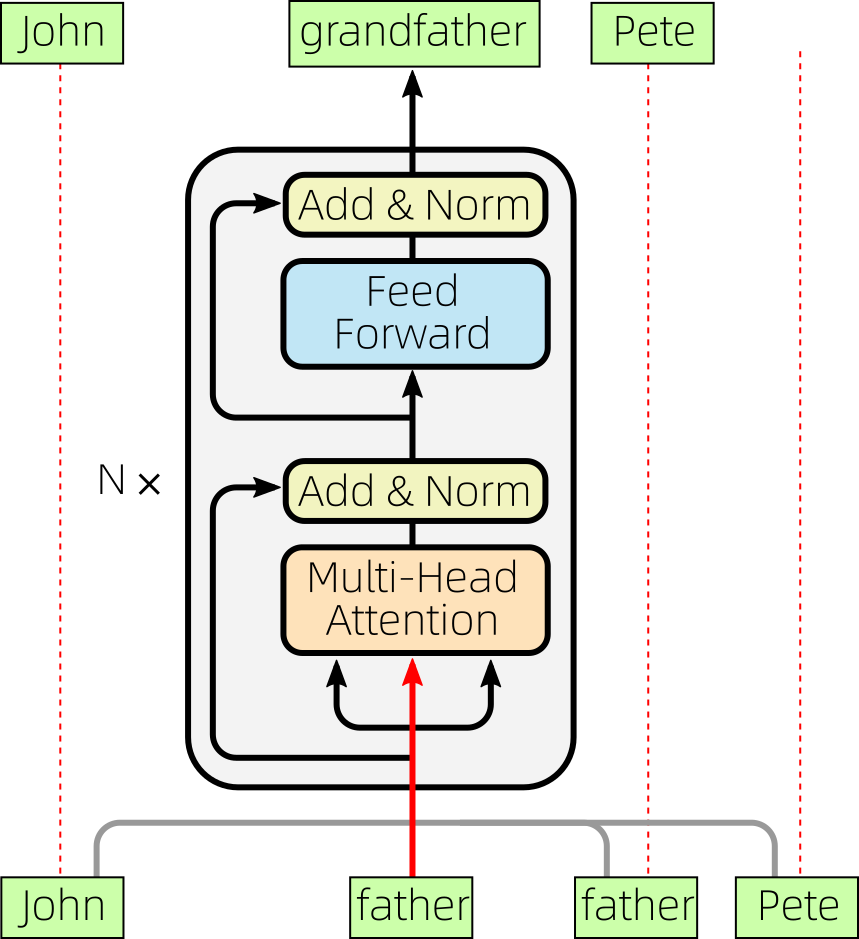 John
grandfather
Pete
Add & Norm
Feed
Forward
Add & Norm
N ×
Multi-Head
Attention
John
father
father
Pete